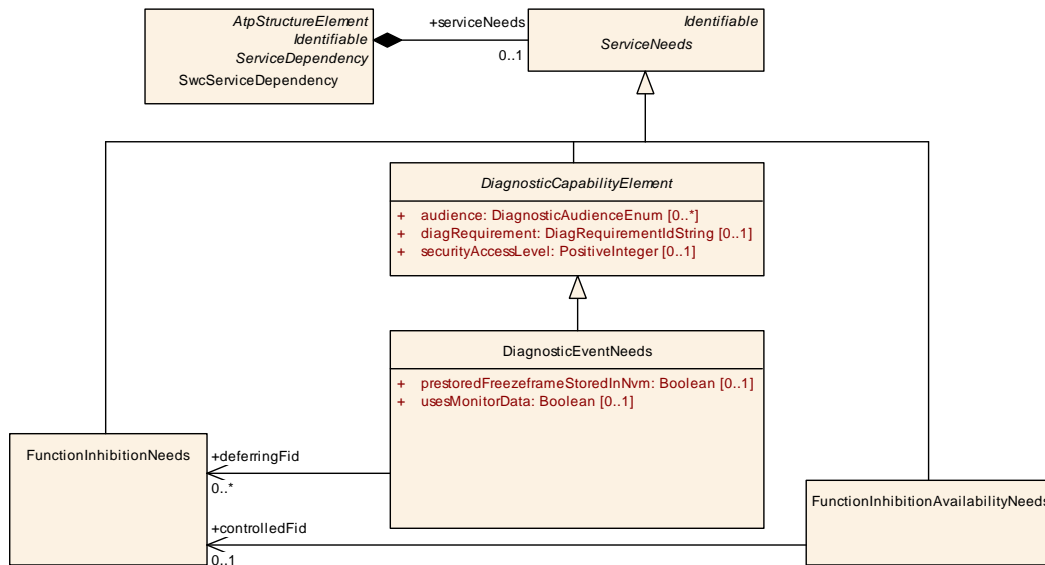 AtpStructureElement
Identifiable
ServiceDependency
SwcServiceDependency
+serviceNeeds
0..1
Identifiable
ServiceNeeds
DiagnosticCapabilityElement
+ audience: DiagnosticAudienceEnum [0..*]
+ diagRequirement: DiagRequirementIdString [0..1]
+ securityAccessLevel: PositiveInteger [0..1]
DiagnosticEventNeeds
+ prestoredFreezeframeStoredInNvm: Boolean [0..1]
+ usesMonitorData: Boolean [0..1]
FunctionInhibitionNeeds
+deferringFid
0..*
FunctionInhibitionAvailabilityNeeds
+controlledFid
0..1